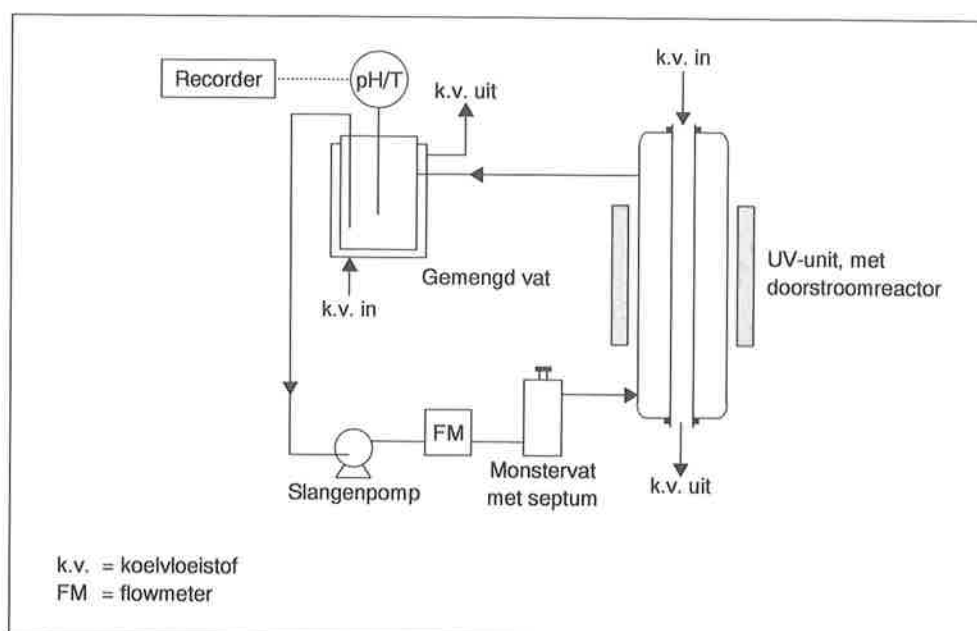 k.v. in
Recorder
pH/T
k.v. uit
UV-unit, met
doorstroomreactor
Gemengd vat
k.v. in
FM
Slangenpomp
Monstervat
met septum
k.v. uit
k.v. = koelvloeistof
FM = flowmeter